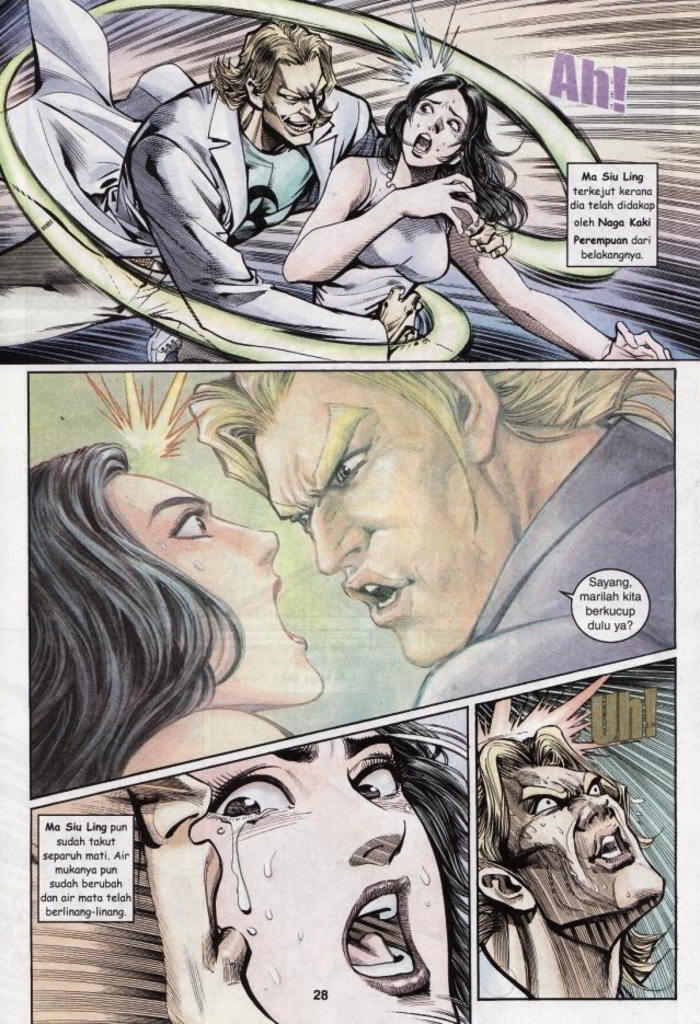 Ah!
Ma Siu Ling
terkejut kerana
dia telah didakap
oleh Naga Kaki
Perempuan dari
belakangnya.
Sayang,
marilah kita
berkucup
dulu ya?
Uh!
Ma Siu Ling pun
sudah takut
separuh mati. Air
mukanya pun
sudah berubah
dan air mata telah
berlinang-linang.
28